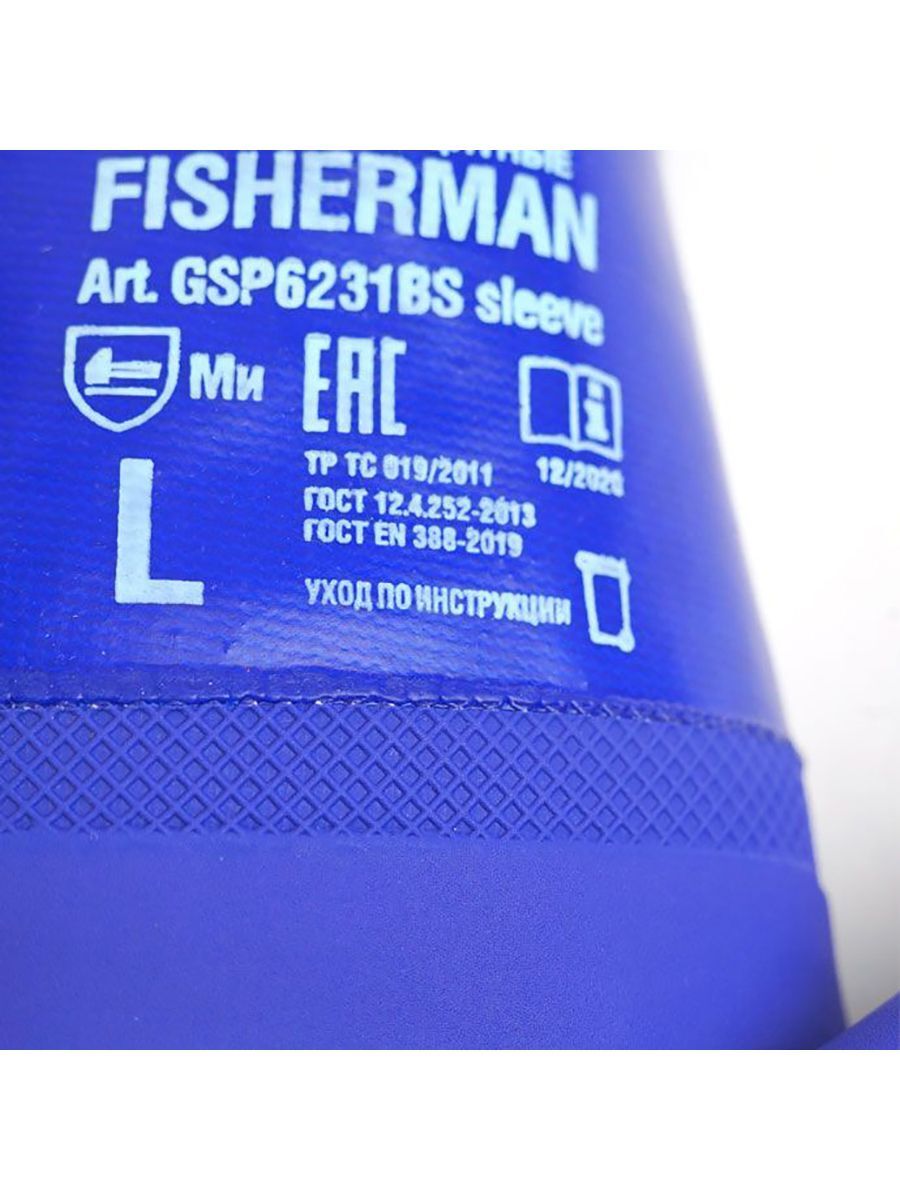 FISHERMAN
Art. GSP6231BS sleeve
Ми
EAC
ТР ТС 019/2011
12/2020
ГОСТ 12.4.252-2013
ГОСТ EN 388-2019
L
УХОД ПО ИНСТРУКЦИИ